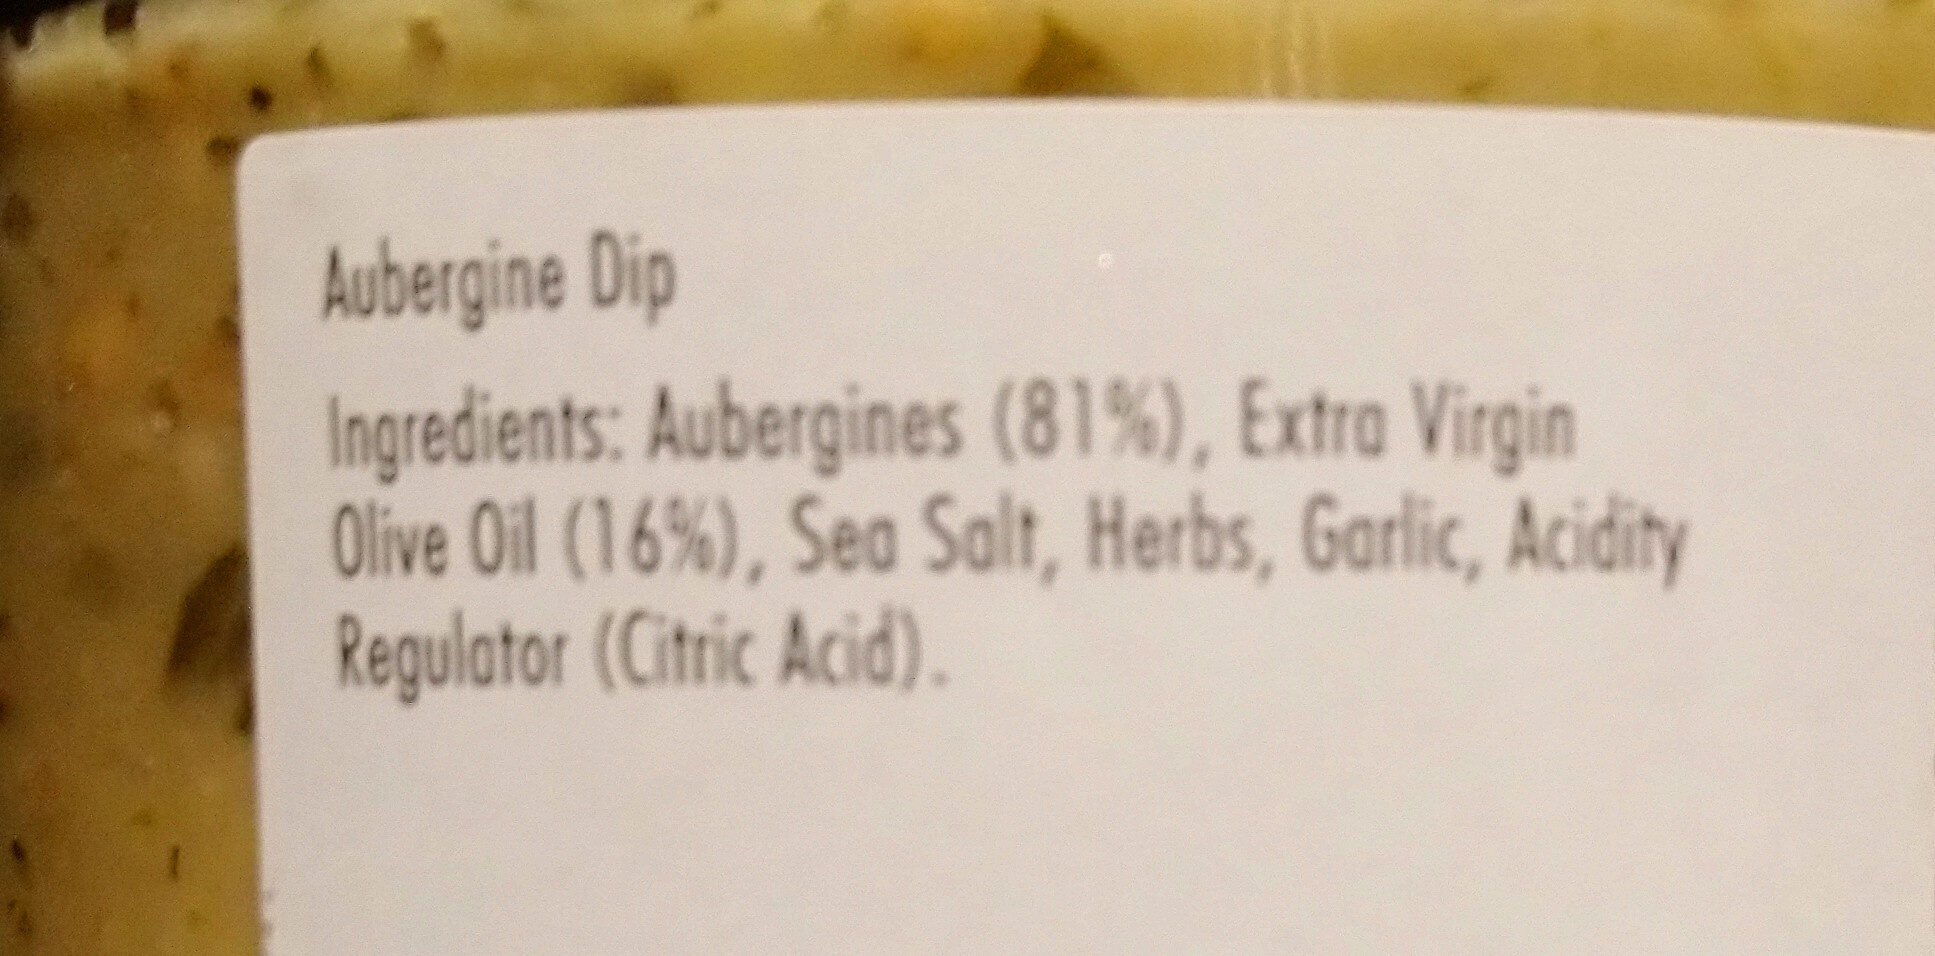 Aubergine Dip
Ingredients: Aubergines (81%), Extra Virgin
Olive Oil (16%), Sea Salt, Herbs, Garlic, Acidity
Regulator (Citric Acid).